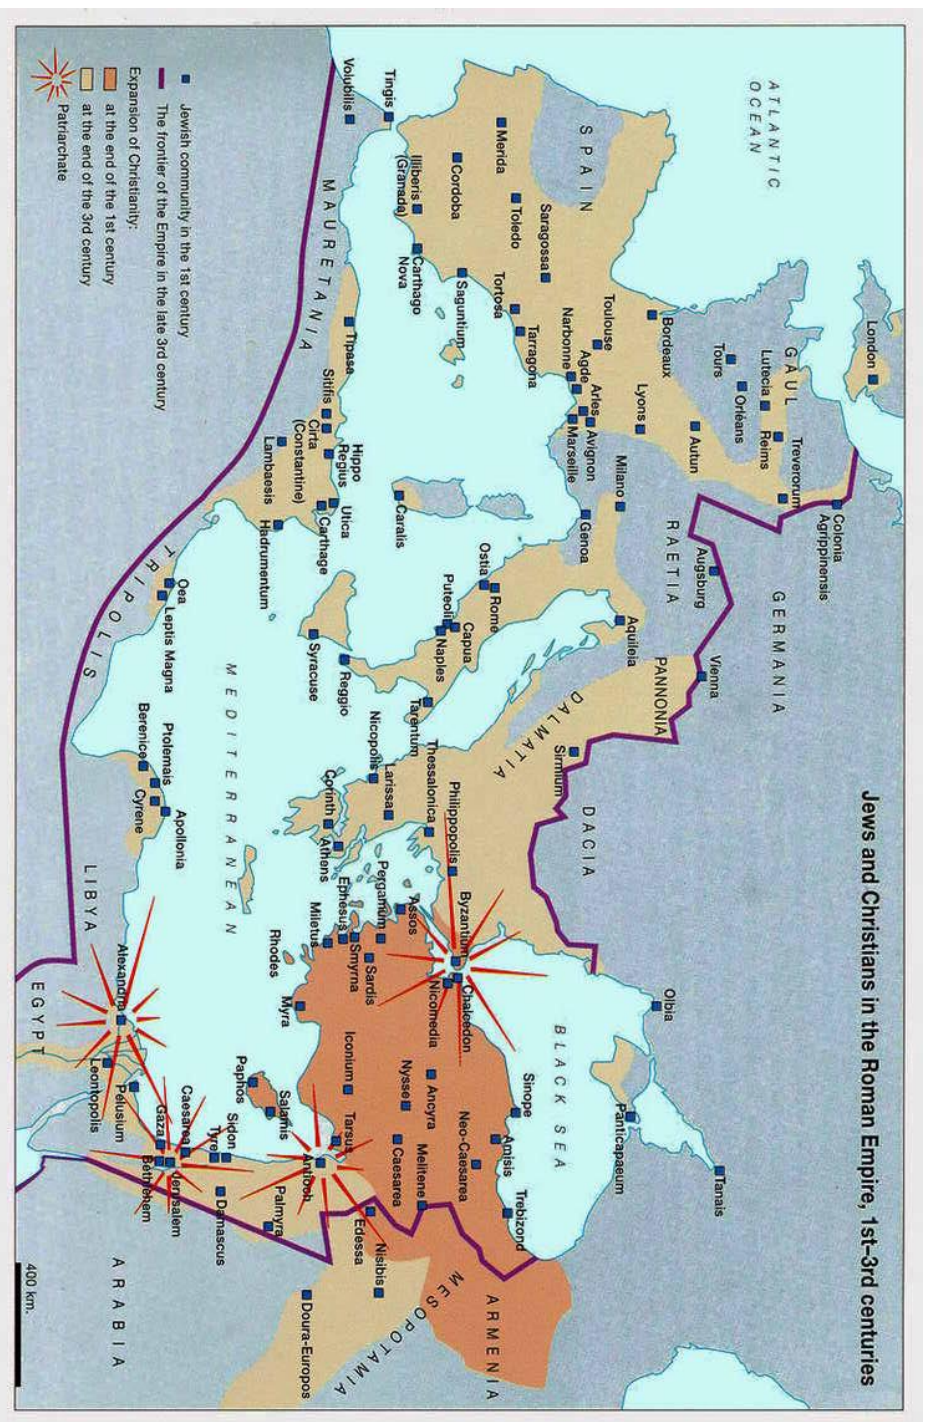 Jews and Christians in the Roman Empire, 1st–3rd centuries
ATLANTIC
OCEAN
London
Colonia
Agrippinensis
GERMANIA
GAUL
Lutecia
Reims
Treverorum
Tours
Orléans
Autun
Augsburg
Vienna
Olbia
Tanais
Panticapaeum
Bordeaux
Lyons
RAETIA
PANNONIA
DACIA
SPAIN
Toulouse
Narbonne
Agde
Arles
Avignon
Marseille
Milano
Genoa
Aquileia
DALMATIA
Sirmium
BLACK SEA
Saragossa
Tortosa
Tarragona
Merida
Toledo
Cordoba
Saguntum
Illiberis
(Granada)
Carthago
Nova
Ostia
Rome
Puteoli
Capua
Naples
Tarentum
Thessalonica
Philippopolis
Byzantium
Chalcedon
Nicomedia
Sinope
Amisis
Trebizond
ARMENIA
Neo-Caesarea
Ancyra
Nysse
Melitene
Caesarea
Caralis
Reggio
Syracuse
Nicopolis
Larissa
Corinth
Athens
Assos
Pergamum
Ephesus
Smyrna
Sardis
Miletus
Iconium
Tarsus
Antioch
Edessa
Nisibis
MESOPOTAMIA
Doura-Europos
Tingis
Volubilis
MAURETANIA
Tipasa
Sitifis
Cirta
(Constantine)
Hippo
Regius
Lambaesis
Utica
Carthage
Hadrumentum
MEDITERRANEAN
Rhodes
Myra
Paphos
Salamis
Palmyra
Damascus
Sidon
Tyre
Caesarea
Jerusalem
Bethlehem
Gaza
TRIPOLIS
Oea
Leptis Magna
Berenice
Ptolemais
Cyrene
Apollonia
LIBYA
Alexandria
EGYPT
Leontopolis
Pelusium
ARABIA
Jewish community in the 1st century
The frontier of the Empire in the late 3rd century
Expansion of Christianity:
at the end of the 1st century
at the end of the 3rd century
Patriarchate
400 km.